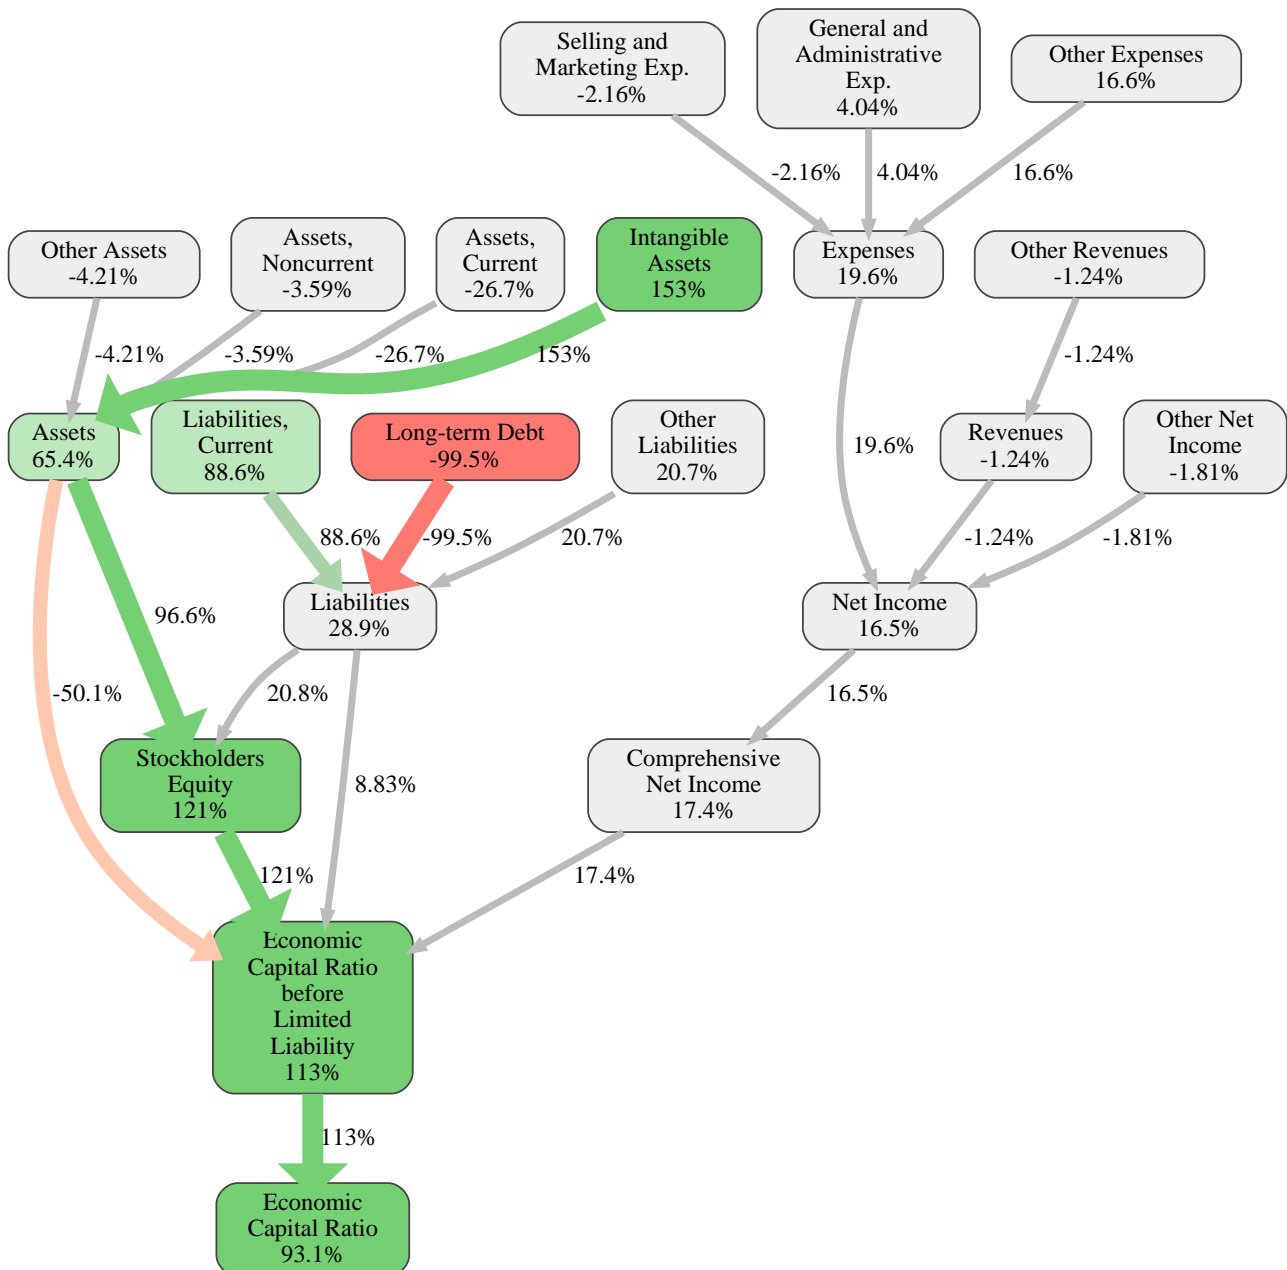 Selling and
Marketing Exp.
-2.16%
General and
Administrative
Exp.
4.04%
Other Expenses
16.6%
-2.16%
4.04%
16.6%
Other Assets
-4.21%
Assets,
Noncurrent
-3.59%
Assets,
Current
-26.7%
Intangible
Assets
153%
Expenses
19.6%
Other Revenues
-1.24%
-4.21%
-3.59%
-26.7%
153%
-1.24%
Assets
65.4%
Liabilities,
Current
88.6%
Long-term Debt
-99.5%
Other
Liabilities
20.7%
19.6%
Revenues
-1.24%
Other Net
Income
-1.81%
88.6%
-99.5%
20.7%
-1.24%
-1.81%
96.6%
Liabilities
28.9%
Net Income
16.5%
-50.1%
20.8%
16.5%
Stockholders
Equity
121%
8.83%
Comprehensive
Net Income
17.4%
121%
17.4%
Economic
Capital Ratio
before
Limited
Liability
113%
113%
Economic
Capital Ratio
93.1%